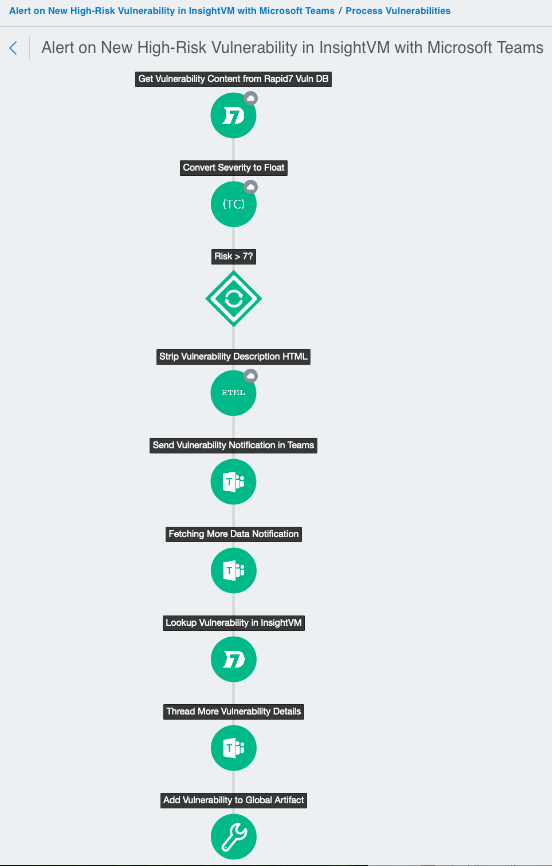 Alert on New High-Risk Vulnerability in InsightVM with Microsoft Teams / Process Vulnerabilities
Alert on New High-Risk Vulnerability in InsightVM with Microsoft Teams
Get Vulnerability Content from Rapid7 Vuln DB
7
Convert Severity to Float
(TC)
Risk > 7?
Strip Vulnerability Description HTML
HTML
Send Vulnerability Notification in Teams
T
Fetching More Data Notification
T
Lookup Vulnerability in InsightVM
7
Thread More Vulnerability Details
T
Add Vulnerability to Global Artifact